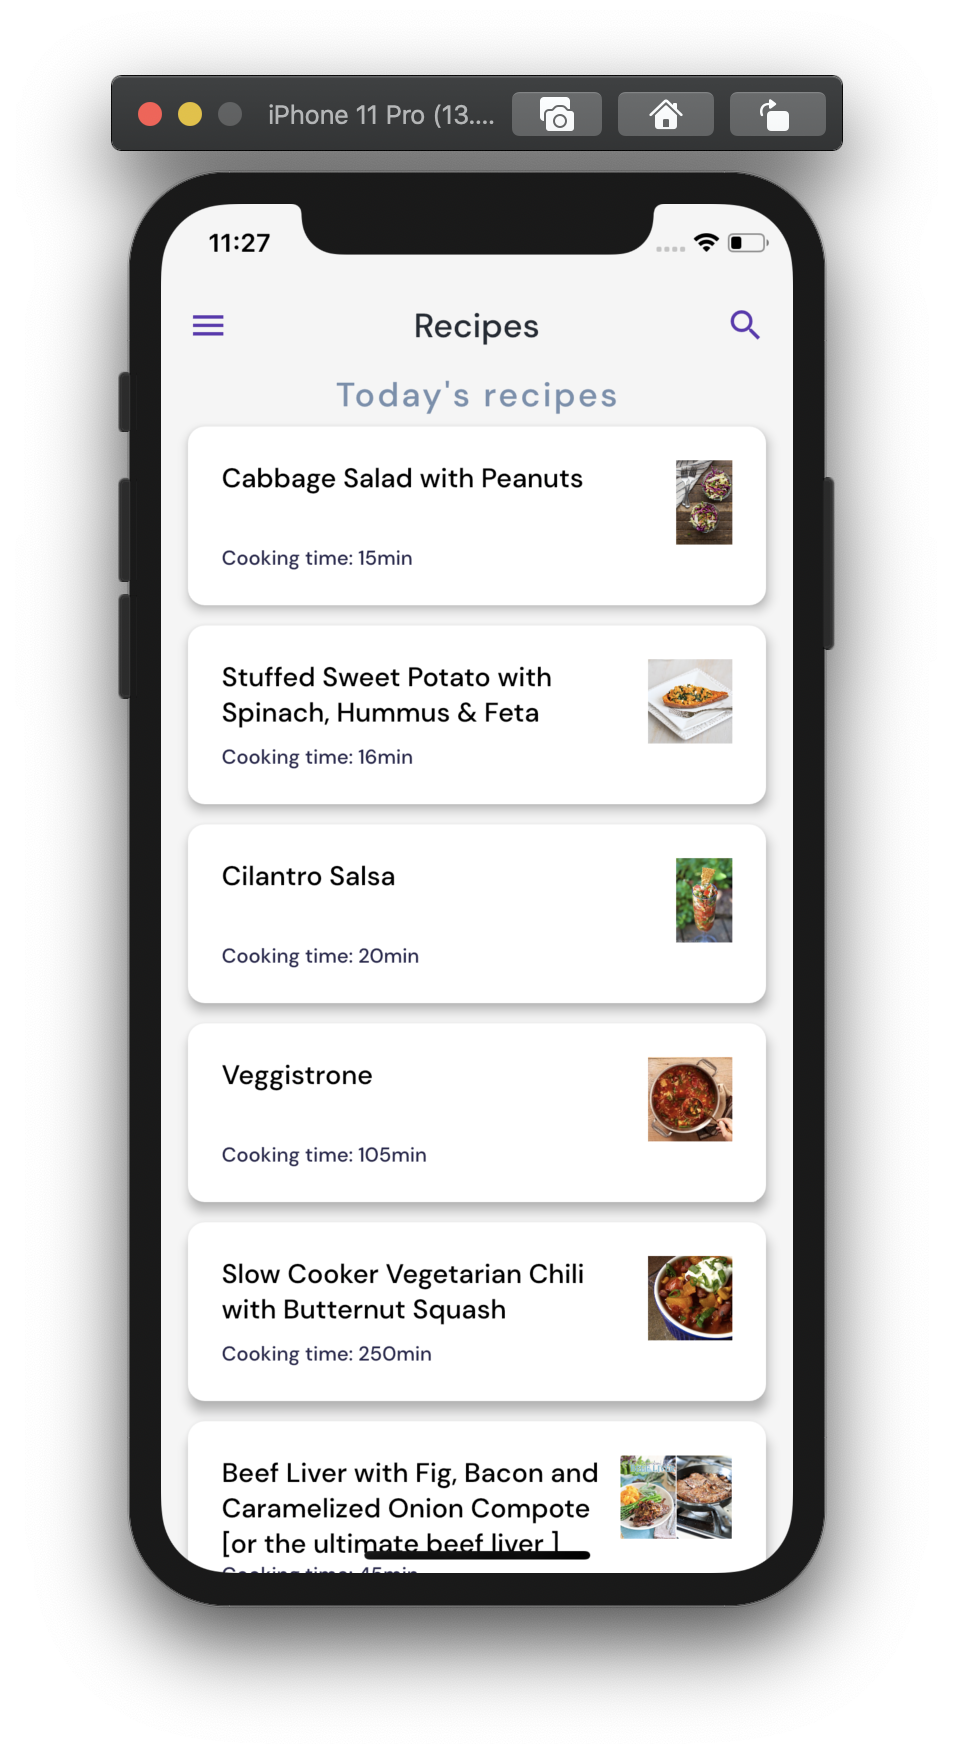 iPhone 11 Pro (13....
11:27
Recipes
Today's recipes
Cabbage Salad with Peanuts
Cooking time: 15min
Stuffed Sweet Potato with
Spinach, Hummus & Feta
Cooking time: 16min
Cilantro Salsa
Cooking time: 20min
Veggistrone
Cooking time: 105min
Slow Cooker Vegetarian Chili
with Butternut Squash
Cooking time: 250min
Beef Liver with Fig, Bacon and
Caramelized Onion Compote
[or the ultimate beef liver ]
Cooking time: 45min